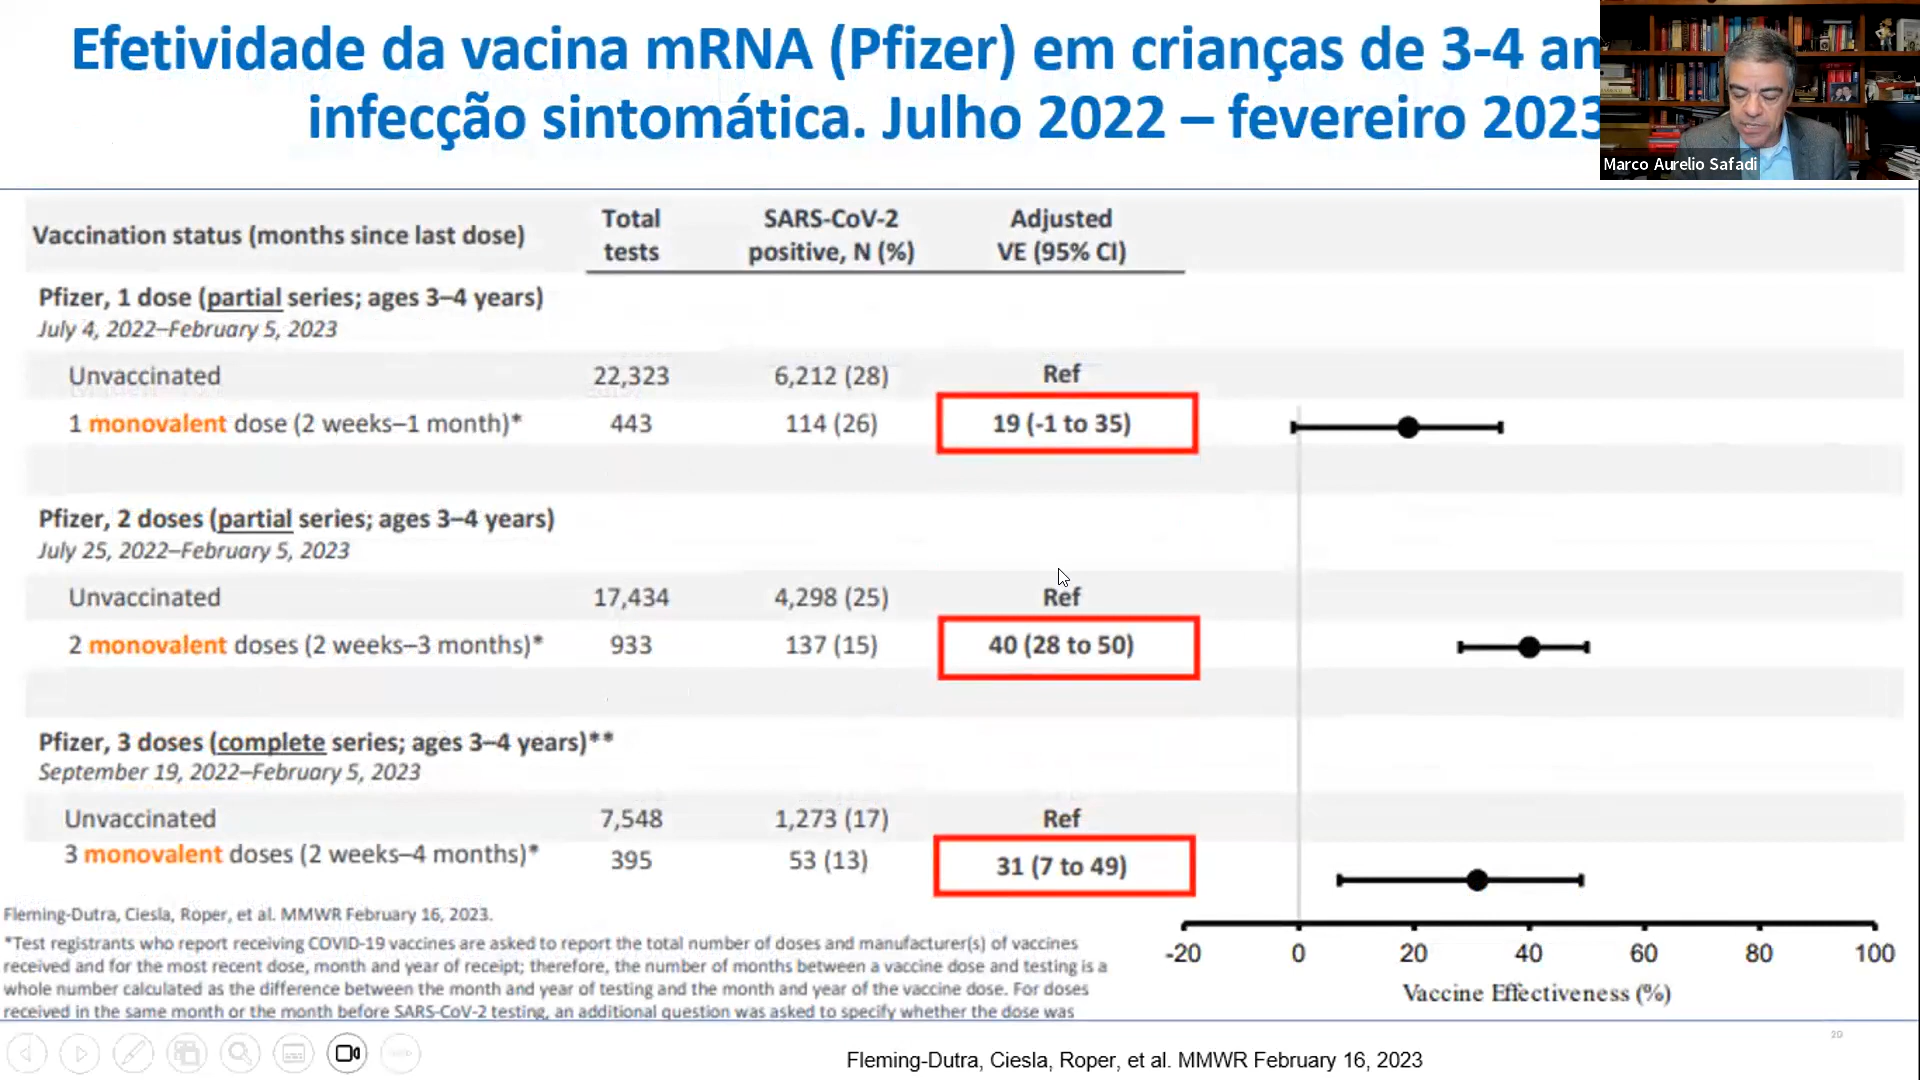 Efetividade da vacina mRNA (Pfizer) em crianças de 3-4 an
infecção sintomática. Julho 2022 – fevereiro 2023
Marco Aurelio Safadi
Vaccination status (months since last dose)
Total tests
SARS-CoV-2 positive, N (%)
Adjusted VE (95% CI)
Pfizer, 1 dose (partial series; ages 3–4 years)
July 4, 2022–February 5, 2023
Unvaccinated 22,323 6,212 (28) Ref
1 monovalent dose (2 weeks–1 month)* 443 114 (26) 19 (-1 to 35)
Pfizer, 2 doses (partial series; ages 3–4 years)
July 25, 2022–February 5, 2023
Unvaccinated 17,434 4,298 (25) Ref
2 monovalent doses (2 weeks–3 months)* 933 137 (15) 40 (28 to 50)
Pfizer, 3 doses (complete series; ages 3–4 years)**
September 19, 2022–February 5, 2023
Unvaccinated 7,548 1,273 (17) Ref
3 monovalent doses (2 weeks–4 months)* 395 53 (13) 31 (7 to 49)
Fleming-Dutra, Ciesla, Roper, et al. MMWR February 16, 2023.
*Test registrants who report receiving COVID-19 vaccines are asked to report the total number of doses and manufacturer(s) of vaccines
received and for the most recent dose, month and year of receipt; therefore, the number of months between a vaccine dose and testing is a
whole number calculated as the difference between the month and year of testing and the month and year of the vaccine dose. For doses
received in the same month or the month before SARS-CoV-2 testing, an additional question was asked to specify whether the dose was
-20 0 20 40 60 80 100
Vaccine Effectiveness (%)
20
Fleming-Dutra, Ciesla, Roper, et al. MMWR February 16, 2023